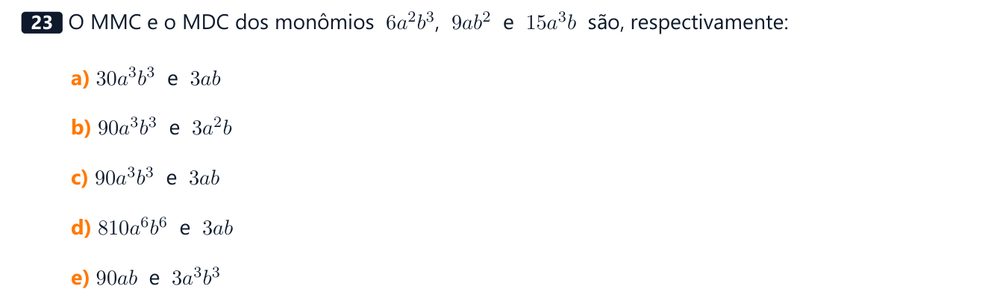 23 O MMC e o MDC dos monômios 6a²b³, 9ab² e 15a³b são, respectivamente:
a) 30a³b³ e 3ab
b) 90a³b³ e 3a²b
c) 90a³b³ e 3ab
d) 810a⁶b⁶ e 3ab
e) 90ab e 3a³b³